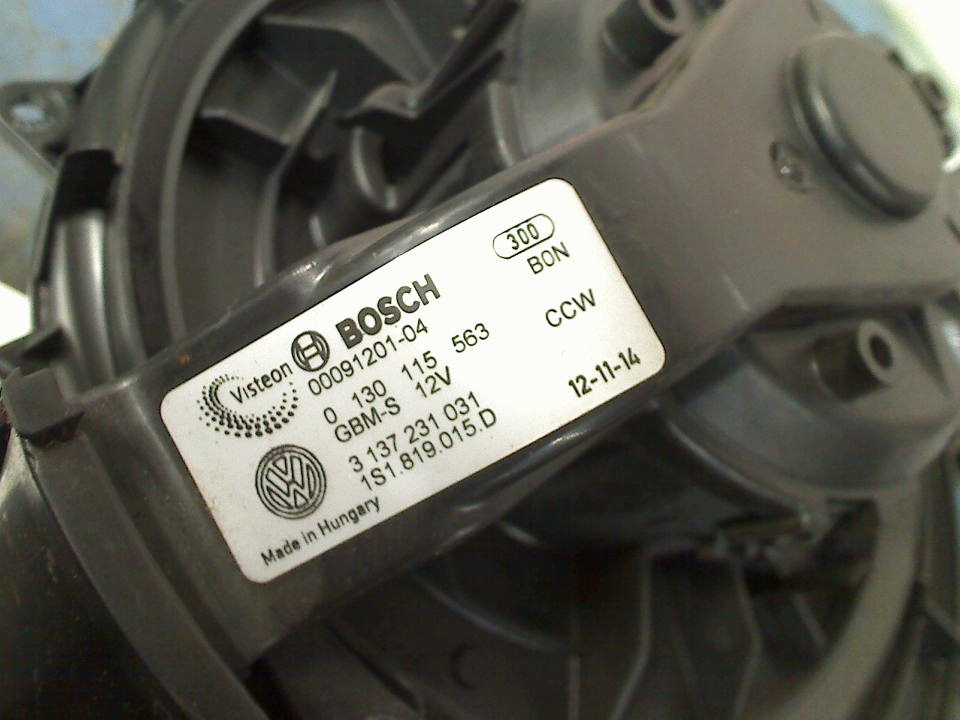 300
BON
BOSCH
Visteon
00091201-04
0 130 115 563
CCW
GBM-S 12V
12-11-14
3 137 231 031
1S1.819.015.D
Made in Hungary